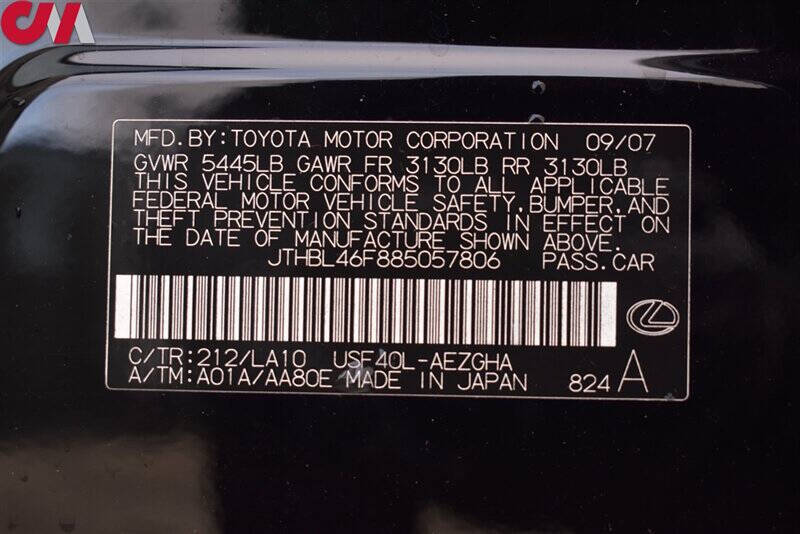 CM
MFD.BY:TOYOTA MOTOR CORPORATION 09/07
GVWR 5445LB GAWR FR 3130LB RR 3130LB
THIS VEHICLE CONFORMS TO ALL APPLICABLE
FEDERAL MOTOR VEHICLE SAFETY,BUMPER,AND
THEFT PREVENTION STANDARDS IN EFFECT ON
THE DATE OF MANUFACTURE SHOWN ABOVE.
JTHBL46F885057806 PASS.CAR
C/TR:212/LA10 USF40L-AEZGHA
A/TM:A01A/AA80E MADE IN JAPAN 824 A